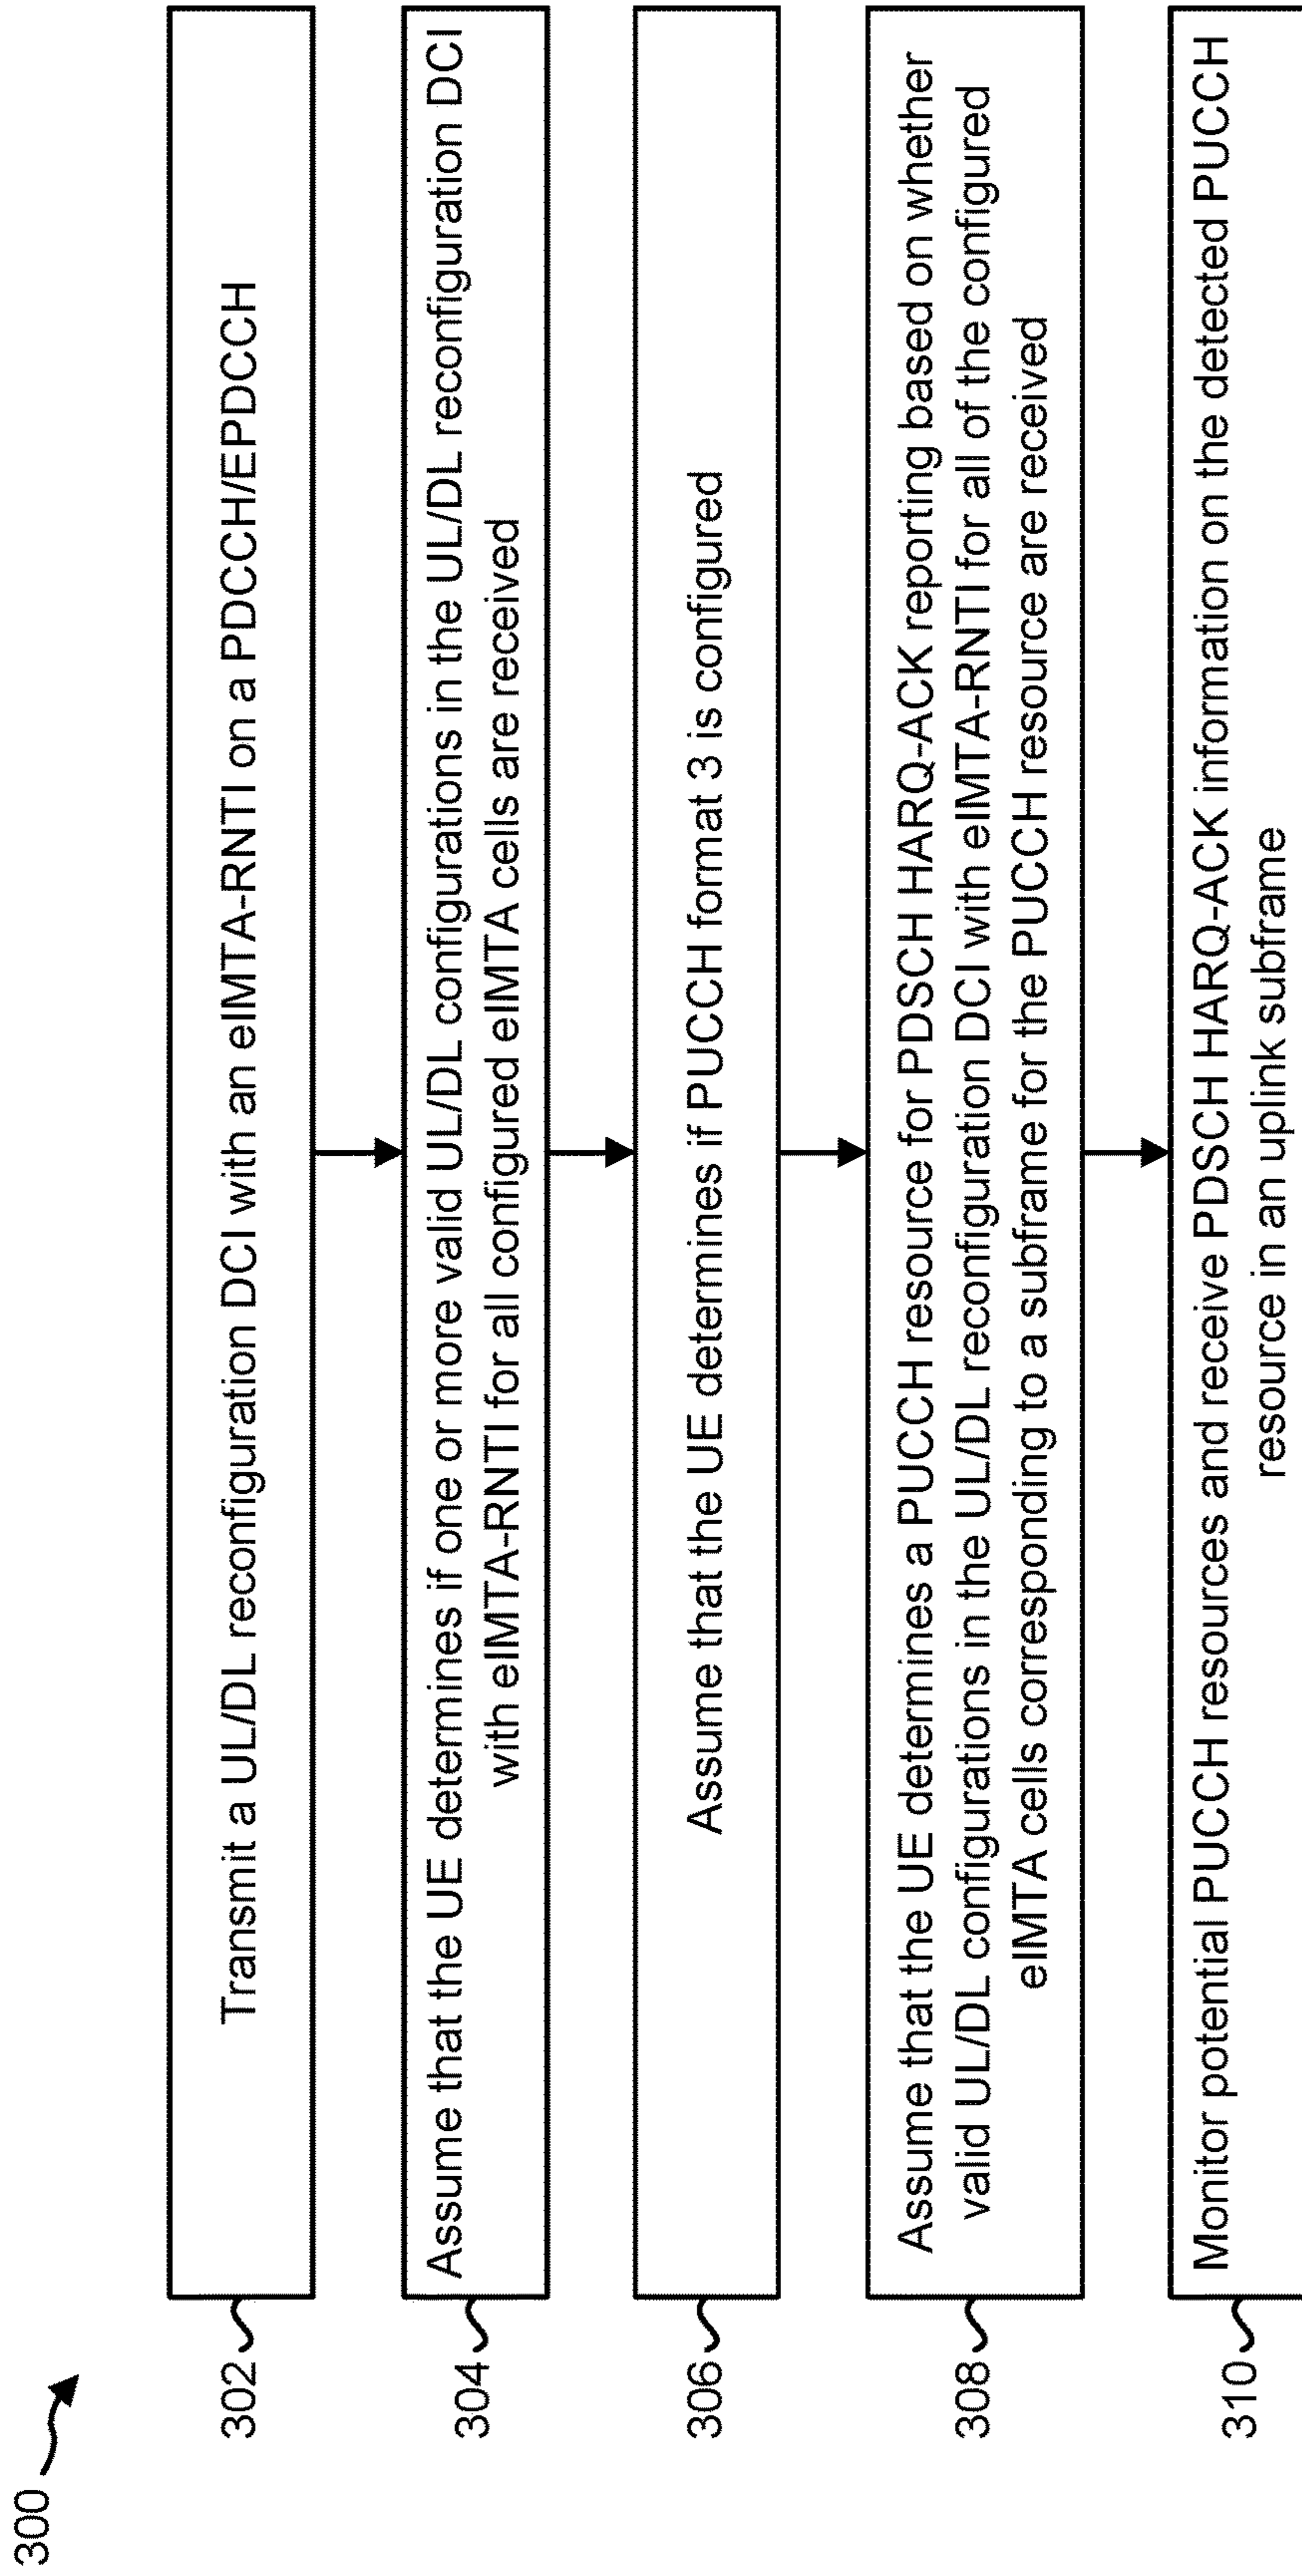 300
302
Transmit a UL/DL reconfiguration DCI with an eIMTA-RNTI on a PDCCH/EPDCCH
304
Assume that the UE determines if one or more valid UL/DL configurations in the UL/DL reconfiguration DCI
with eIMTA-RNTI for all configured eIMTA cells are received
306
Assume that the UE determines if PUCCH format 3 is configured
308
Assume that the UE determines a PUCCH resource for PDSCH HARQ-ACK reporting based on whether
valid UL/DL configurations in the UL/DL reconfiguration DCI with eIMTA-RNTI for all of the configured
eIMTA cells corresponding to a subframe for the PUCCH resource are received
310
Monitor potential PUCCH resources and receive PDSCH HARQ-ACK information on the detected PUCCH
resource in an uplink subframe